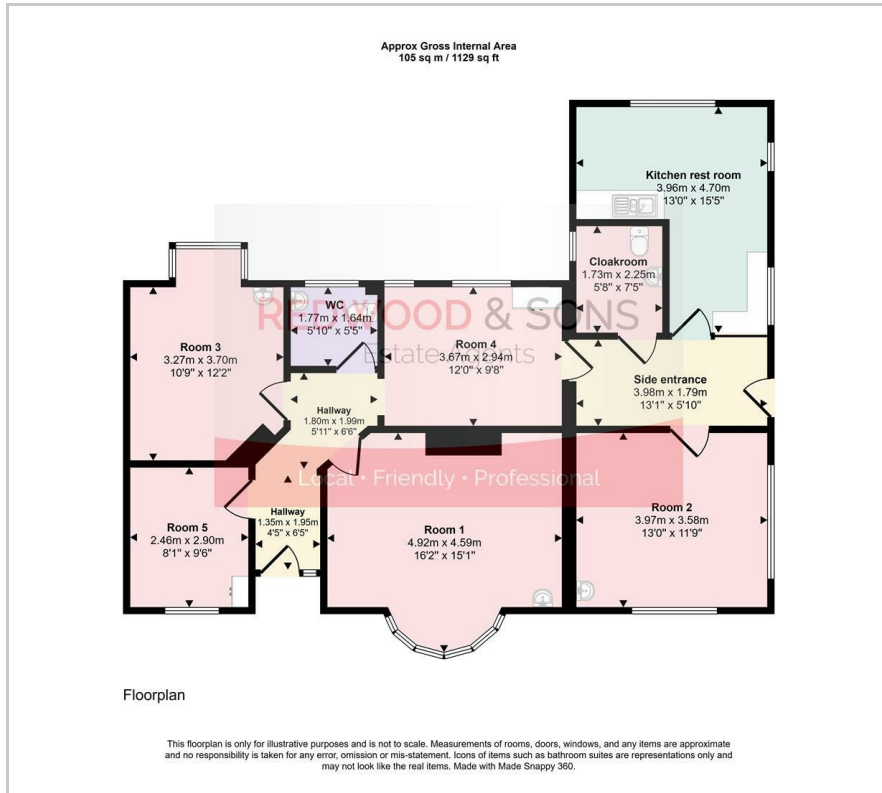 Approx Gross Internal Area
105 sq m / 1129 sq ft
Kitchen rest room
3.96m x 4.70m
13'0" x 15'5"
Cloakroom
1.73m x 2.25m
5'8" x 7'5"
WC
1.77m x 1.64m
5'10" x 5'5"
REDWOOD & SONS
Estate Agents
Room 3
3.27m x 3.70m
10'9" x 12'2"
Room 4
3.67m x 2.94m
12'0" x 9'8"
Side entrance
3.98m x 1.79m
13'1" x 5'10"
Hallway
1.80m x 1.99m
5'11" x 6'6"
Local • Friendly • Professional
Hallway
1.35m x 1.95m
4'5" x 6'5"
Room 5
2.46m x 2.90m
8'1" x 9'6"
Room 1
4.92m x 4.59m
16'2" x 15'1"
Room 2
3.97m x 3.58m
13'0" x 11'9"
Floorplan
This floorplan is only for illustrative purposes and is not to scale. Measurements of rooms, doors, windows, and any items are approximate
and no responsibility is taken for any error, omission or mis-statement. Icons of items such as bathroom suites are representations only and
may not look like the real items. Made with Made Snappy 360.